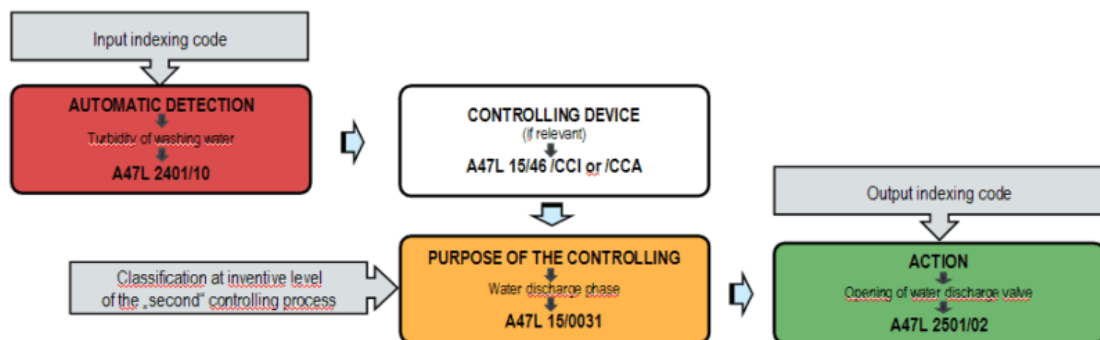 Input indexing code
AUTOMATIC DETECTION
Turbidity of washing water
A47L 2401/10
CONTROLLING DEVICE
(if relevant)
A47L 15/46 /CCI or /CCA
Output indexing code
Classification at inventive level
of the „second“ controlling process
PURPOSE OF THE CONTROLLING
Water discharge phase
A47L 15/0031
ACTION
Opening of water discharge valve
A47L 2501/02